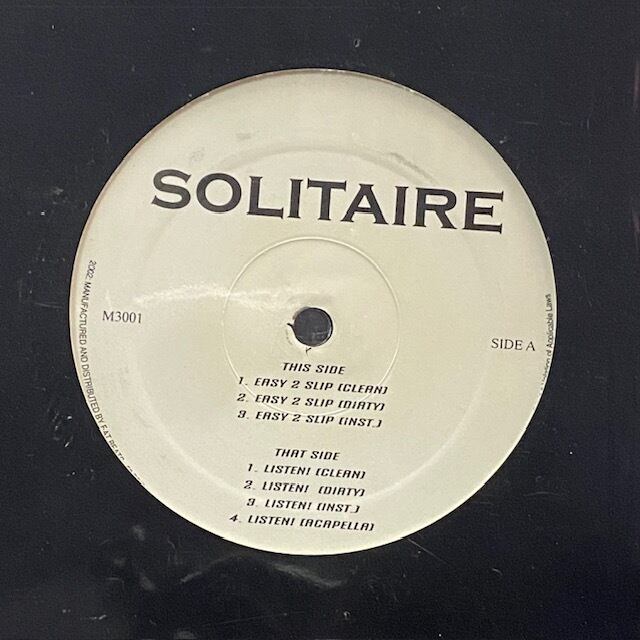 SOLITAIRE
M3001
SIDE A
THIS SIDE
1. EASY 2 SLIP (CLEAN)
2. EASY 2 SLIP (DIRTY)
3. EASY 2 SLIP (INST.)
THAT SIDE
1. LISTEN! (CLEAN)
2. LISTEN! (DIRTY)
3. LISTEN! (INST.)
4. LISTEN! (ACAPELLA)
2002. MANUFACTURED AND DISTRIBUTED BY FAT BEATS
of Applicable Laws